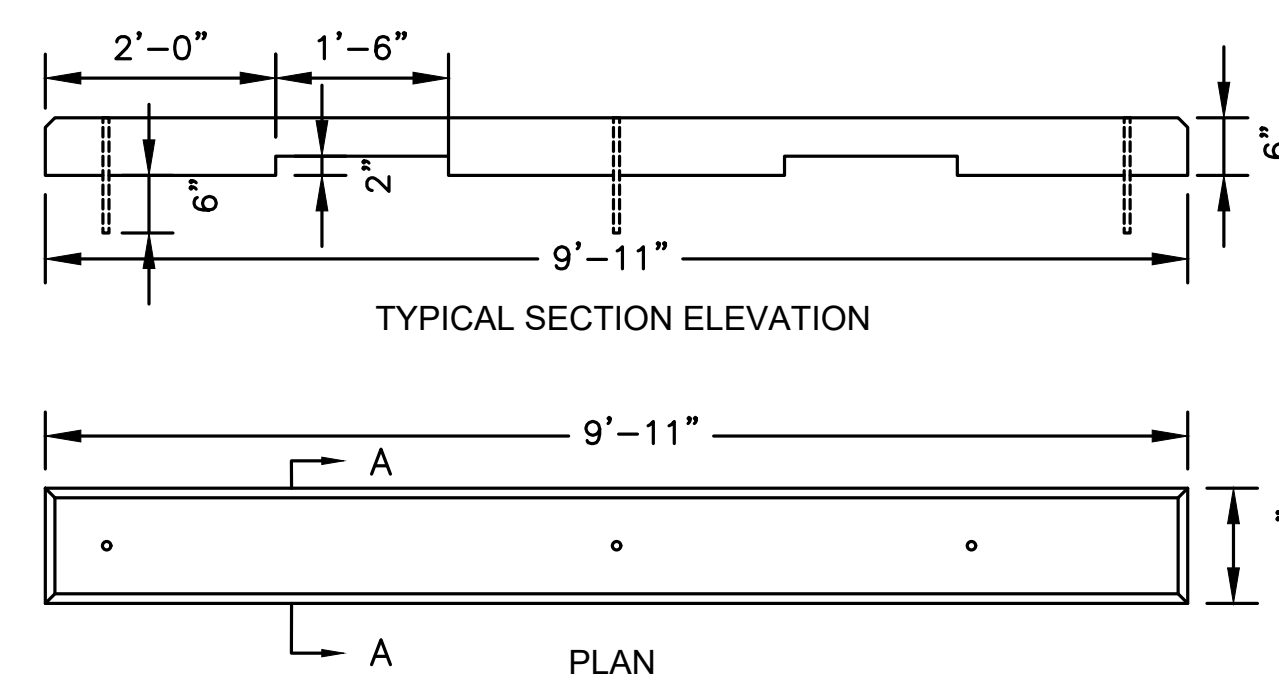 2’-0” 1’-6”
6” 2” 6”
9’-11”
TYPICAL SECTION ELEVATION
9’-11”
A
A
PLAN